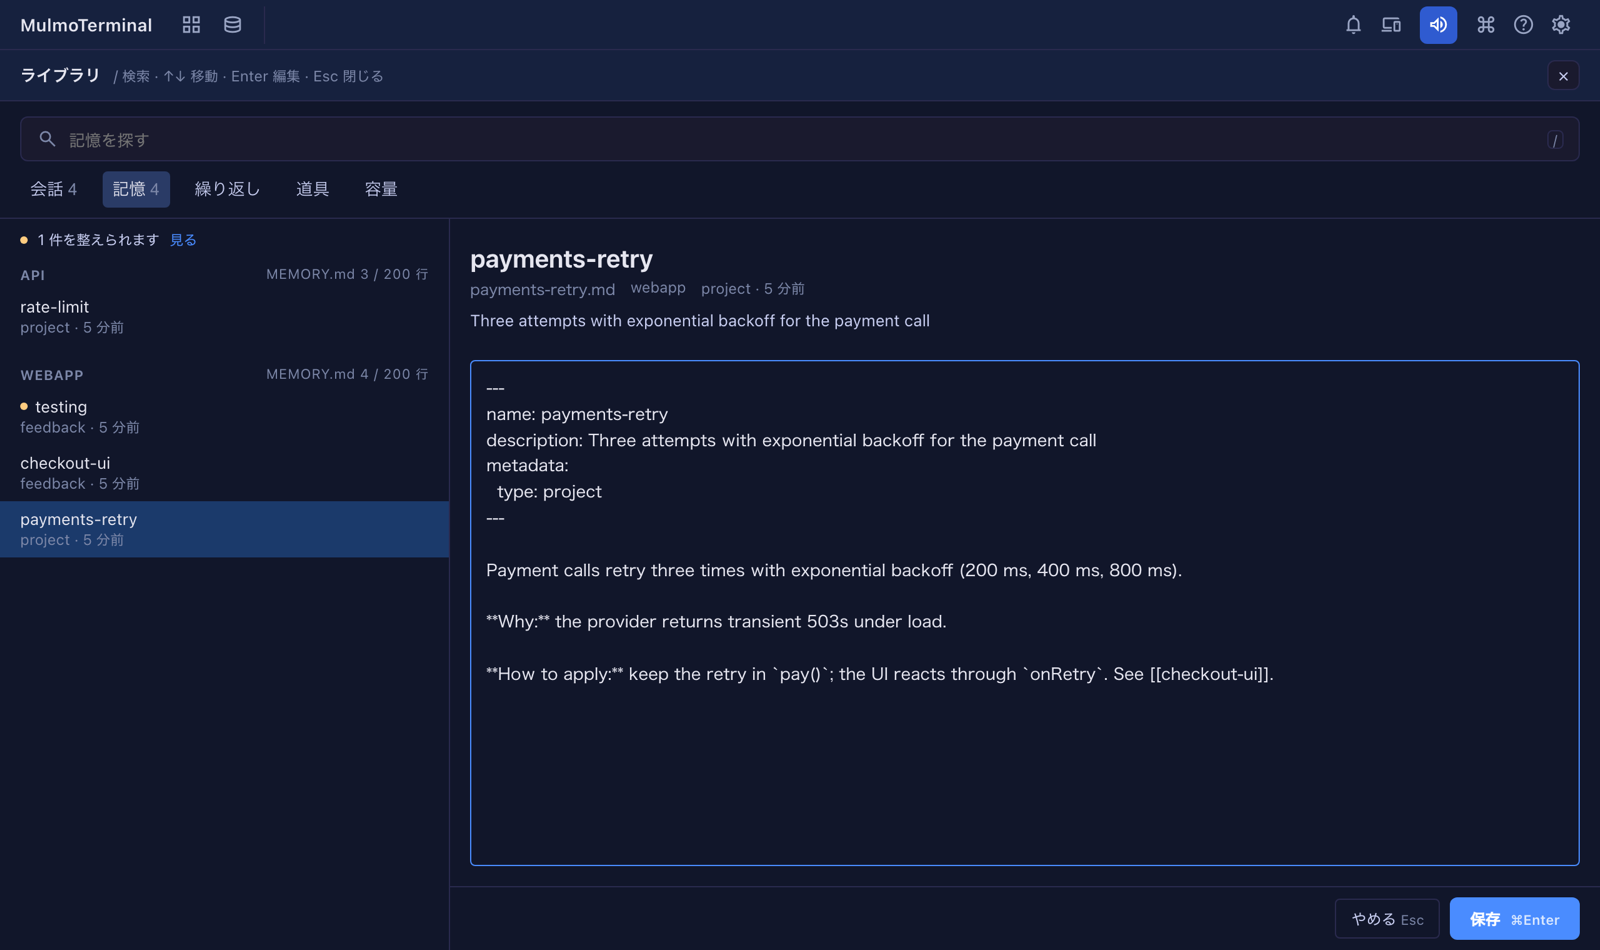 MulmoTerminal
ライブラリ / 検索 · ↑↓ 移動 · Enter 編集 · Esc 閉じる
記憶を探す /
会話 4 記憶 4 繰り返し 道具 容量
1 件を整えられます 見る
API MEMORY.md 3 / 200 行
rate-limit
project · 5 分前
WEBAPP MEMORY.md 4 / 200 行
testing
feedback · 5 分前
checkout-ui
feedback · 5 分前
payments-retry
project · 5 分前
payments-retry
payments-retry.md webapp project · 5 分前
Three attempts with exponential backoff for the payment call
---
name: payments-retry
description: Three attempts with exponential backoff for the payment call
metadata:
  type: project
---
Payment calls retry three times with exponential backoff (200 ms, 400 ms, 800 ms).
**Why:** the provider returns transient 503s under load.
**How to apply:** keep the retry in `pay()`; the UI reacts through `onRetry`. See [[checkout-ui]].
やめる Esc 保存 ⌘Enter